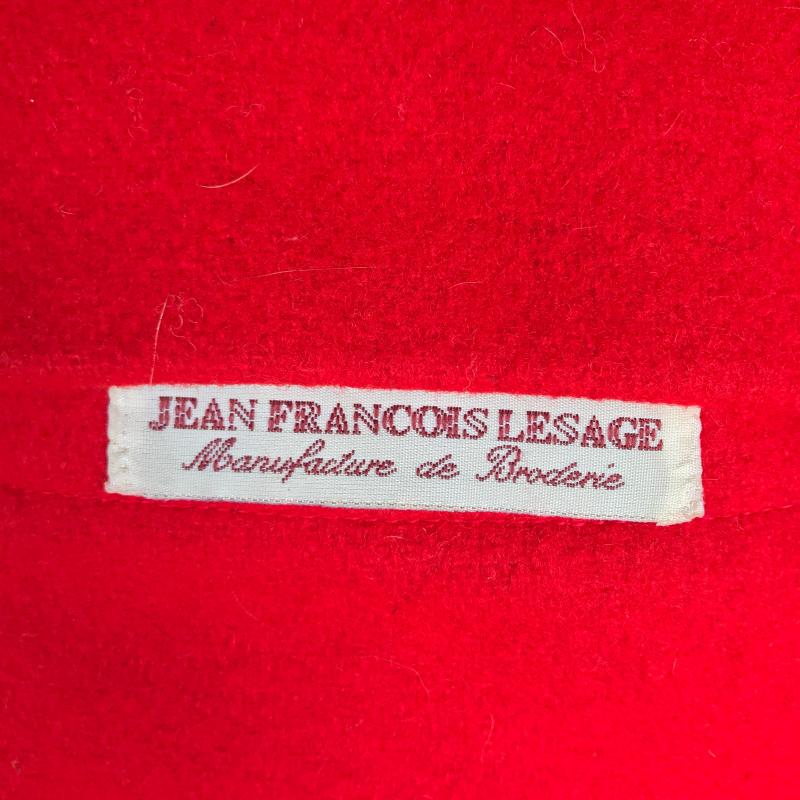 JEAN FRANCOIS LESAGE
Manufacture de Broderie